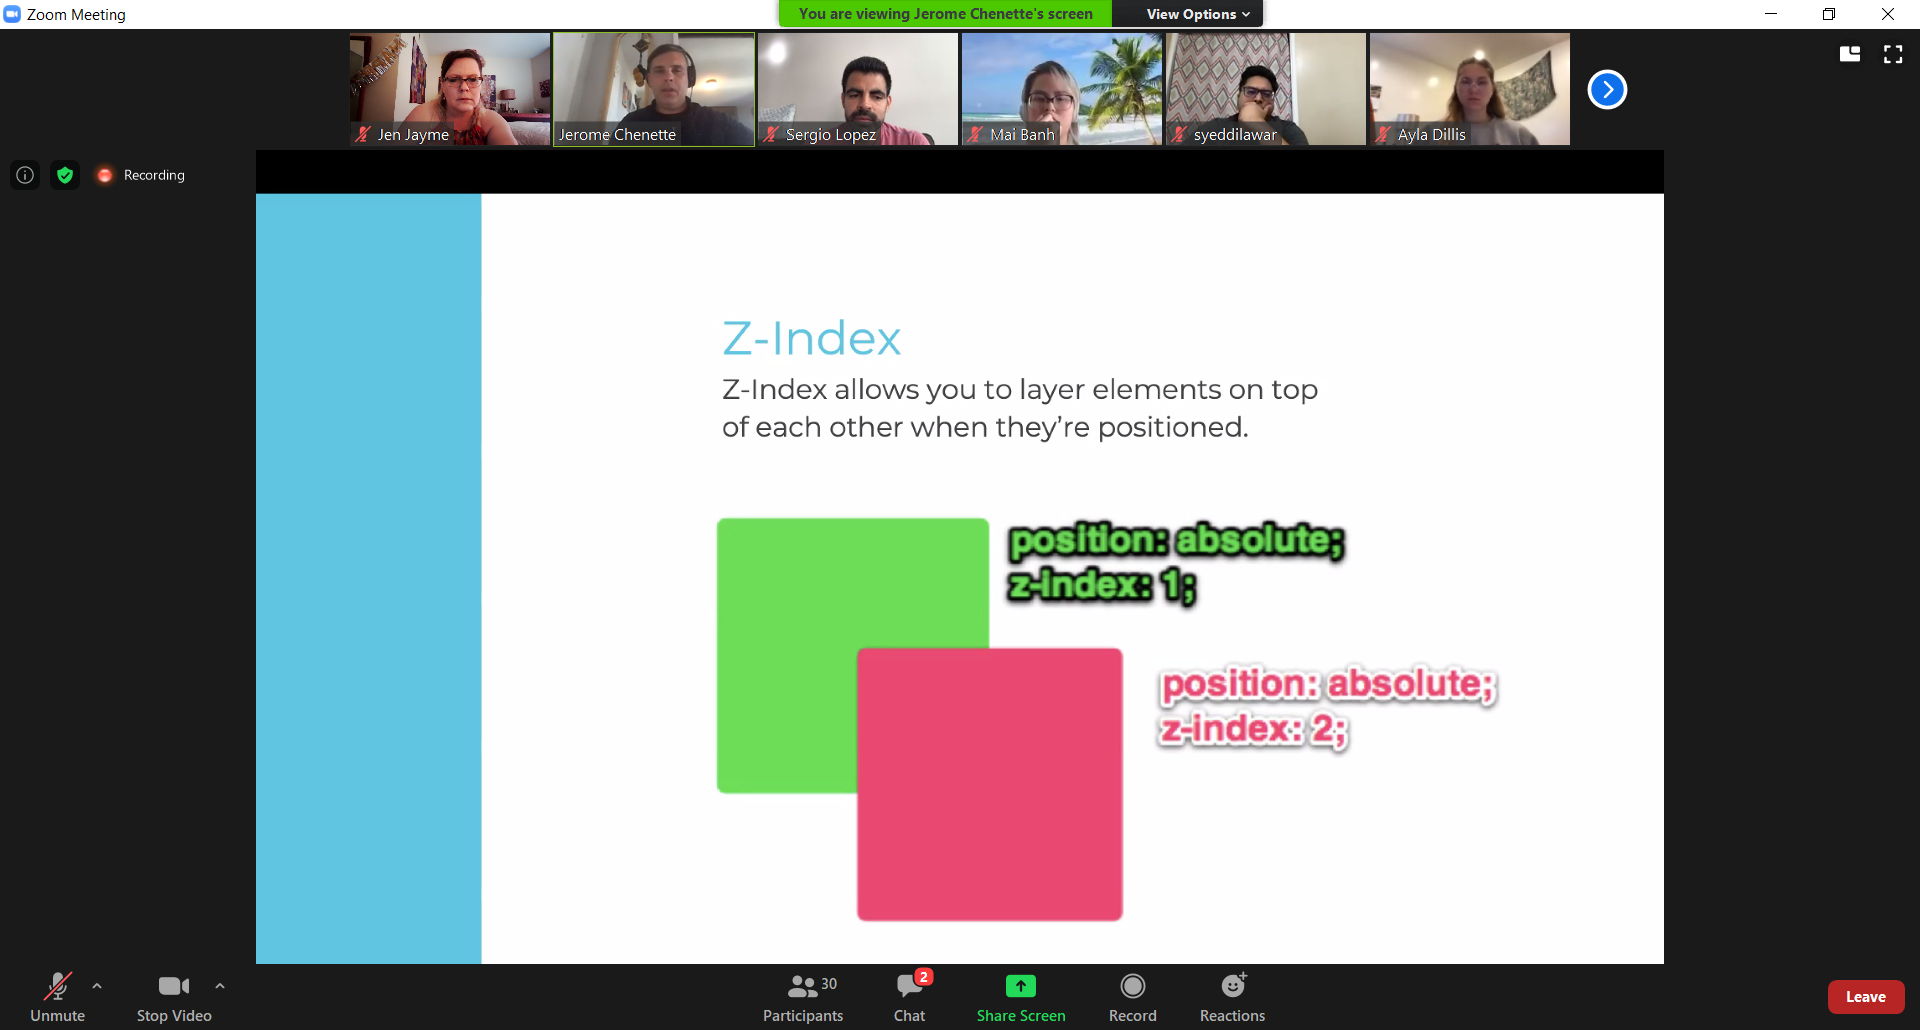 Zoom Meeting
You are viewing Jerome Chenette's screen
View Options
Jen Jayme
Jerome Chenette
Sergio Lopez
Mai Banh
syeddilawar
Ayla Dillis
Recording
Z-Index
Z-Index allows you to layer elements on top
of each other when they're positioned.
position: absolute;
z-index: 1;
position: absolute;
z-index: 2;
Unmute
Stop Video
30
Participants
2
Chat
Share Screen
Record
Reactions
Leave